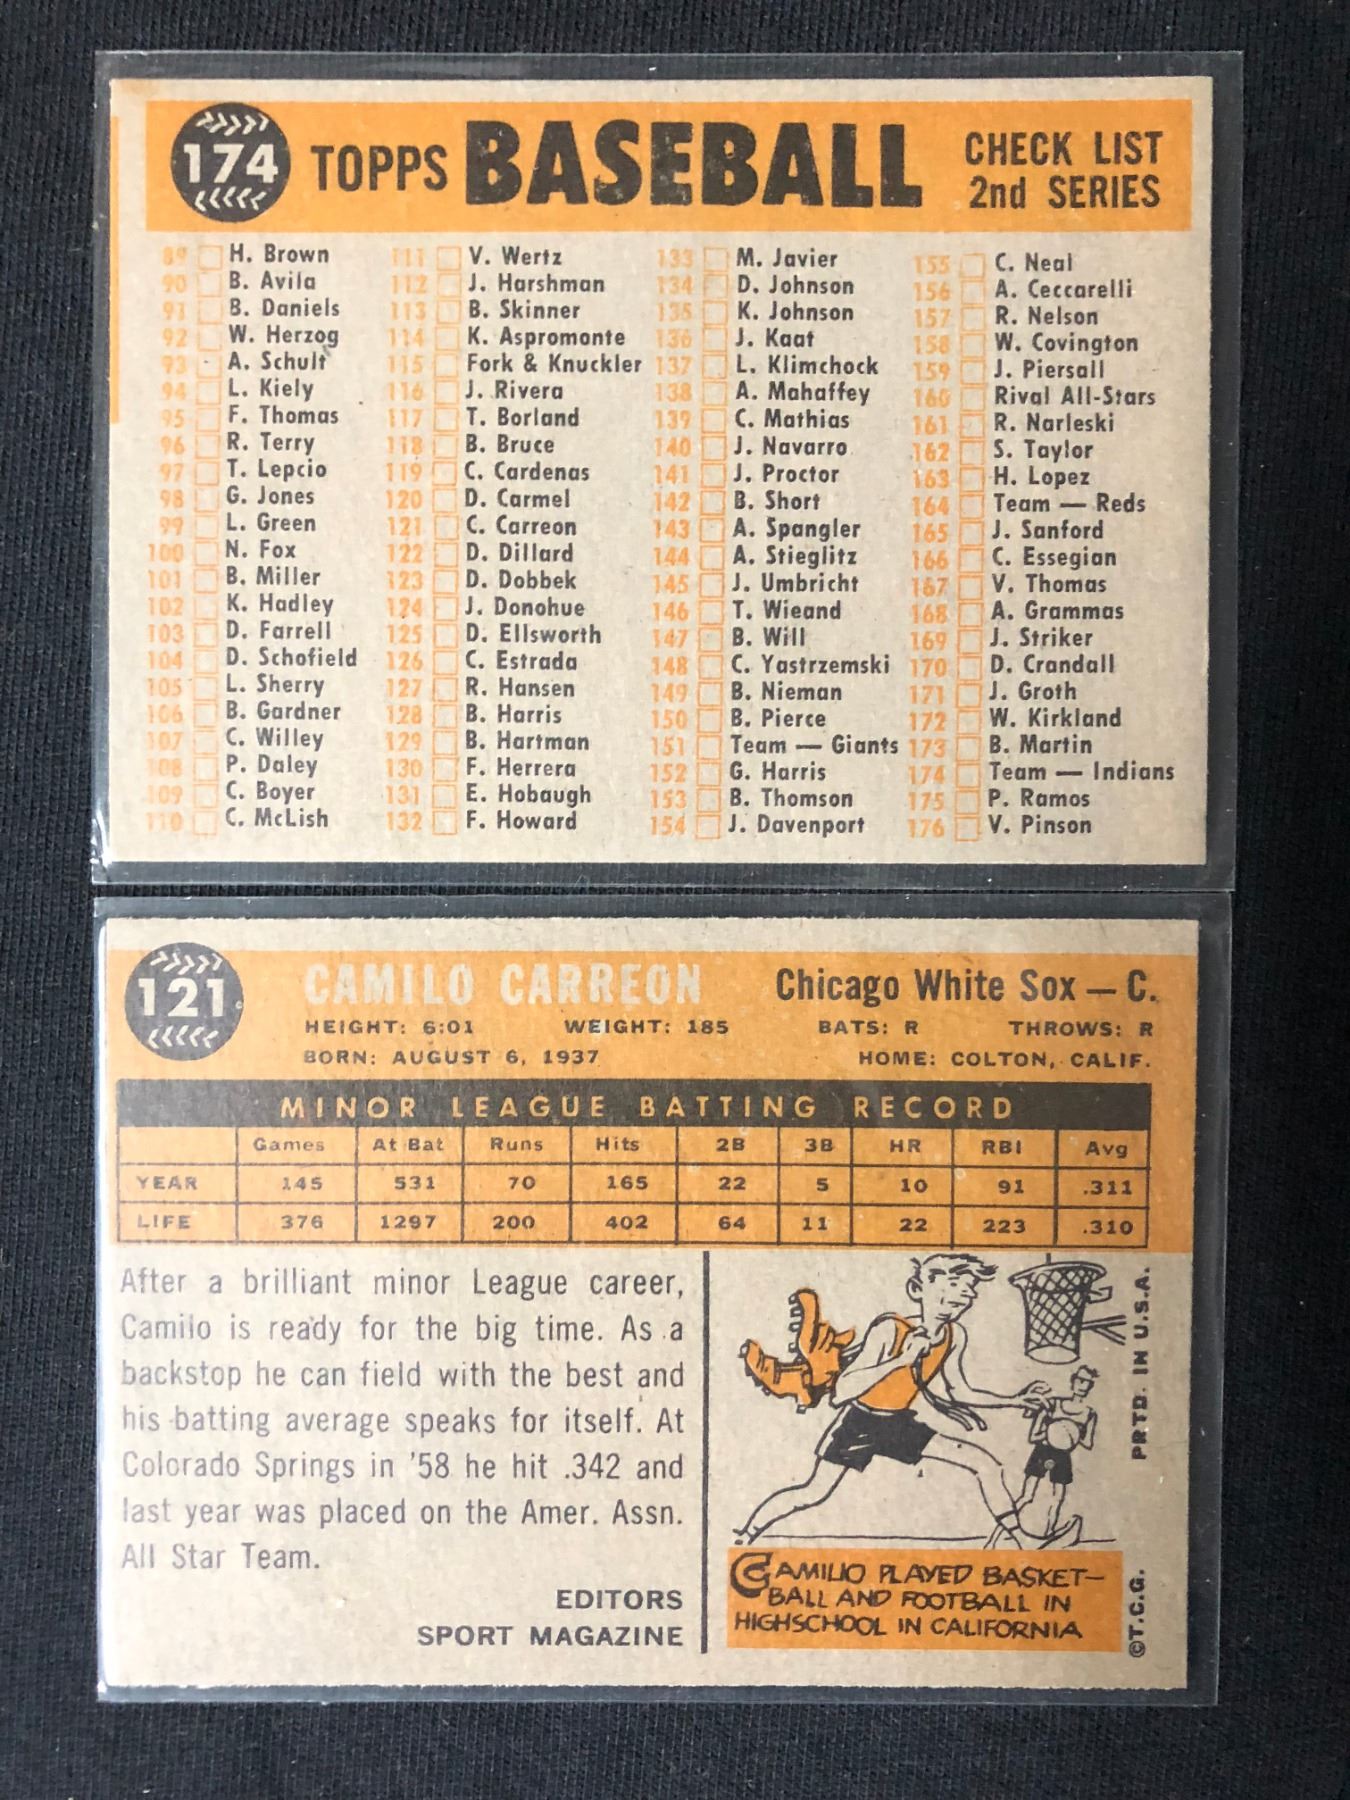 174 TOPPS BASEBALL CHECK LIST 2nd SERIES
89 H. Brown
90 B. Avila
91 B. Daniels
92 W. Herzog
93 A. Schult
94 L. Kiely
95 F. Thomas
96 R. Terry
97 T. Lepcio
98 G. Jones
99 L. Green
100 N. Fox
101 B. Miller
102 K. Hadley
103 D. Farrell
104 D. Schofield
105 L. Sherry
106 B. Gardner
107 C. Willey
108 P. Daley
109 C. Boyer
110 C. McLish
111 V. Wertz
112 J. Harshman
113 B. Skinner
114 K. Aspromonte
115 Fork & Knuckler
116 J. Rivera
117 T. Borland
118 B. Bruce
119 C. Cardenas
120 D. Carmel
121 C. Carreon
122 D. Dillard
123 D. Dobbek
124 J. Donohue
125 D. Ellsworth
126 C. Estrada
127 R. Hansen
128 B. Harris
129 B. Hartman
130 F. Herrera
131 E. Hobaugh
132 F. Howard
133 M. Javier
134 D. Johnson
135 K. Johnson
136 J. Kaat
137 L. Klimchock
138 A. Mahaffey
139 C. Mathias
140 J. Navarro
141 J. Proctor
142 B. Short
143 A. Spangler
144 A. Stieglitz
145 J. Umbricht
146 T. Wieand
147 B. Will
148 C. Yastrzemski
149 B. Nieman
150 B. Pierce
151 Team — Giants
152 G. Harris
153 B. Thomson
154 J. Davenport
155 C. Neal
156 A. Ceccarelli
157 R. Nelson
158 W. Covington
159 J. Piersall
160 Rival All-Stars
161 R. Narleski
162 S. Taylor
163 H. Lopez
164 Team — Reds
165 J. Sanford
166 C. Essegian
167 V. Thomas
168 A. Grammas
169 J. Striker
170 D. Crandall
171 J. Groth
172 W. Kirkland
173 B. Martin
174 Team — Indians
175 P. Ramos
176 V. Pinson
121 CAMILO CARREON Chicago White Sox — C.
HEIGHT: 6:01 WEIGHT: 185 BATS: R THROWS: R
BORN: AUGUST 6, 1937 HOME: COLTON, CALIF.
MINOR LEAGUE BATTING RECORD
Games At Bat Runs Hits 2B 3B HR RBI Avg
YEAR 145 531 70 165 22 5 10 91 .311
LIFE 376 1297 200 402 64 11 22 223 .310
After a brilliant minor League career,
Camilo is ready for the big time. As a
backstop he can field with the best and
his batting average speaks for itself. At
Colorado Springs in '58 he hit .342 and
last year was placed on the Amer. Assn.
All Star Team.
EDITORS
SPORT MAGAZINE
CAMILIO PLAYED BASKET—
BALL AND FOOTBALL IN
HIGHSCHOOL IN CALIFORNIA
©T.C.G. PRTD. IN U.S.A.